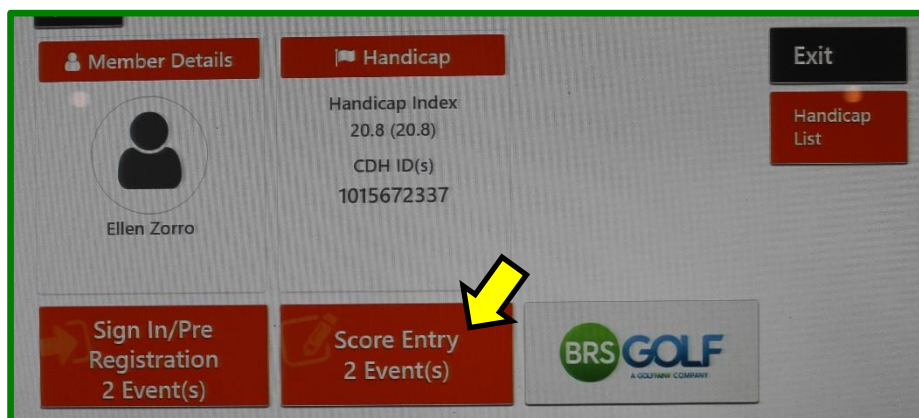 Member Details
Handicap
Exit
Handicap Index
20.8 (20.8)
CDH ID(s)
1015672337
Handicap
List
Ellen Zorro
Sign In/Pre
Registration
2 Event(s)
Score Entry
2 Event(s)
BRS GOLF
A GOLFNOW COMPANY